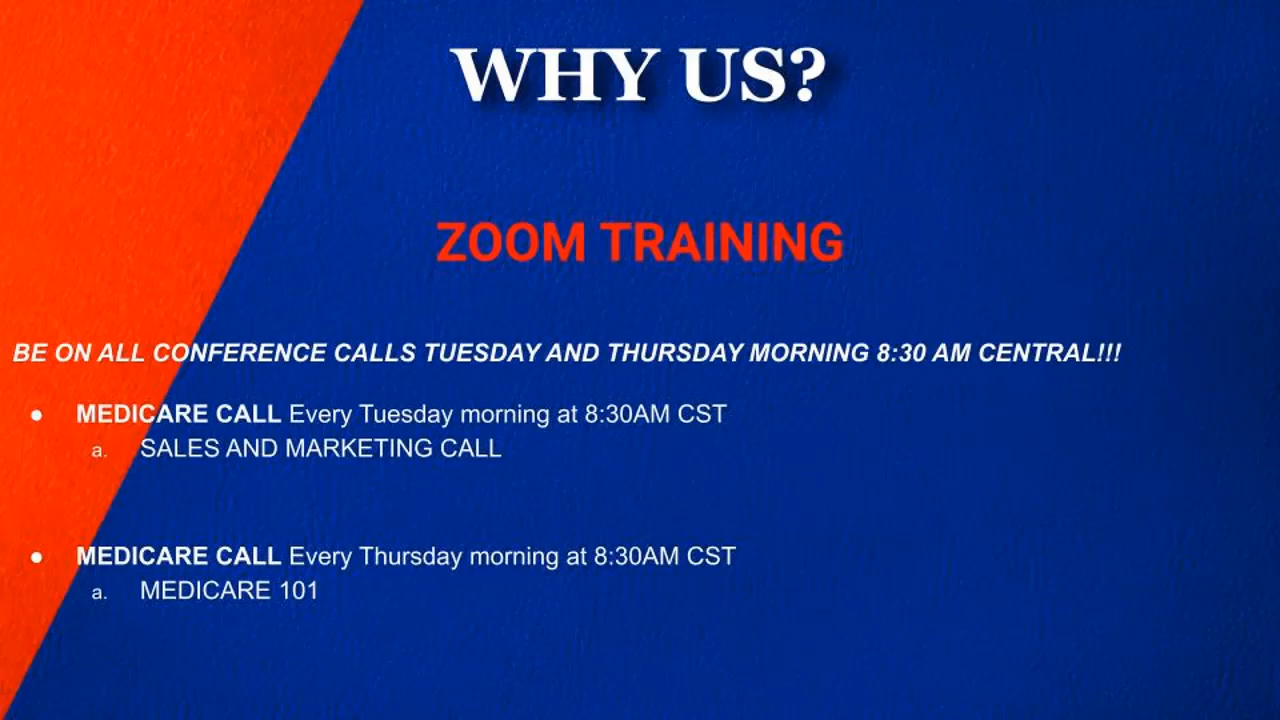 WHY US?
ZOOM TRAINING
BE ON ALL CONFERENCE CALLS TUESDAY AND THURSDAY MORNING 8:30 AM CENTRAL!!!
● MEDICARE CALL Every Tuesday morning at 8:30AM CST
a. SALES AND MARKETING CALL
● MEDICARE CALL Every Thursday morning at 8:30AM CST
a. MEDICARE 101